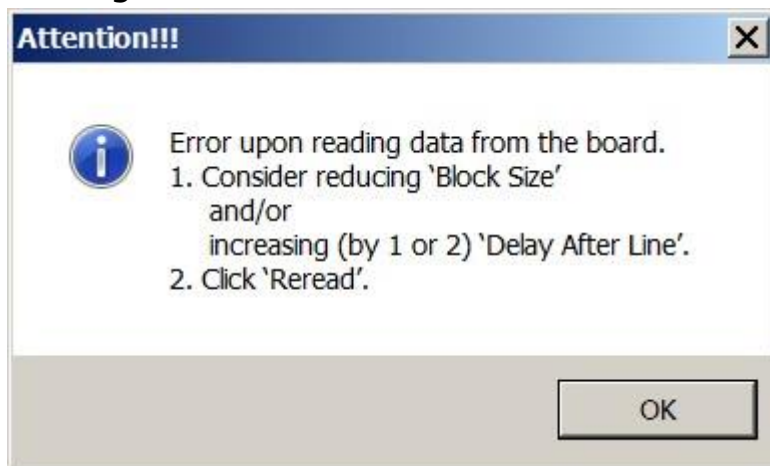 Attention!!!
Error upon reading data from the board.
1. Consider reducing ‛Block Size’
and/or
increasing (by 1 or 2) ‛Delay After Line’.
2. Click ‛Reread’.
OK